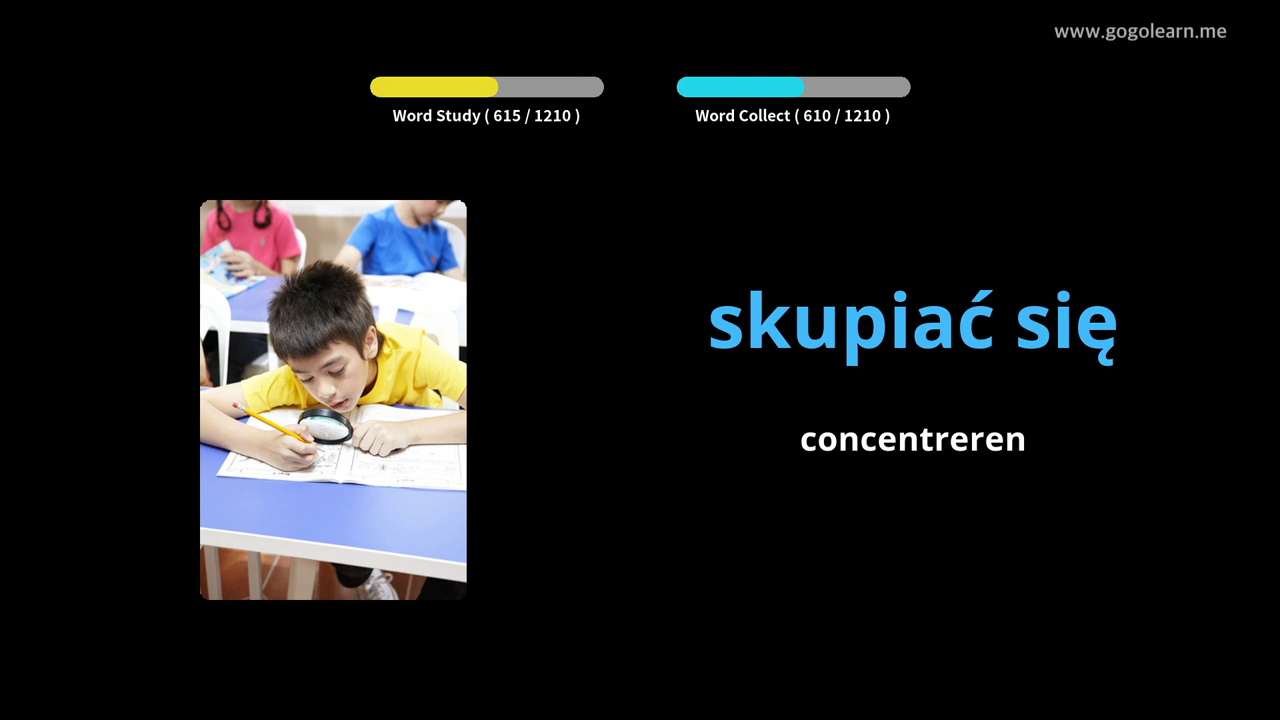 www.gogolearn.me
Word Study ( 615 / 1210 )
Word Collect ( 610 / 1210 )
skupiać się
concentreren